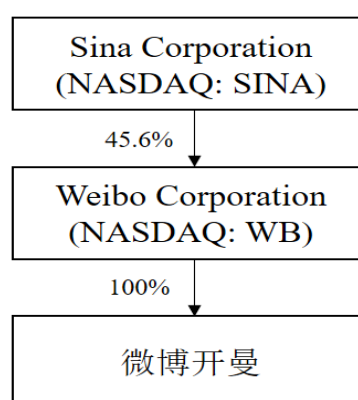 Sina Corporation
(NASDAQ: SINA)
45.6%
Weibo Corporation
(NASDAQ: WB)
100%
微博开曼